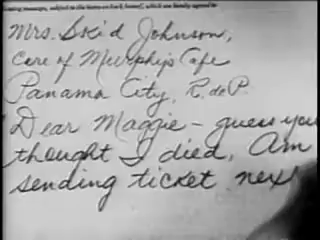 Mrs. Skid Johnson,
Care of Murphy's Cafe
Panama City, R. de P.
Dear Maggie – guess you
thought I died. Am
sending ticket nex